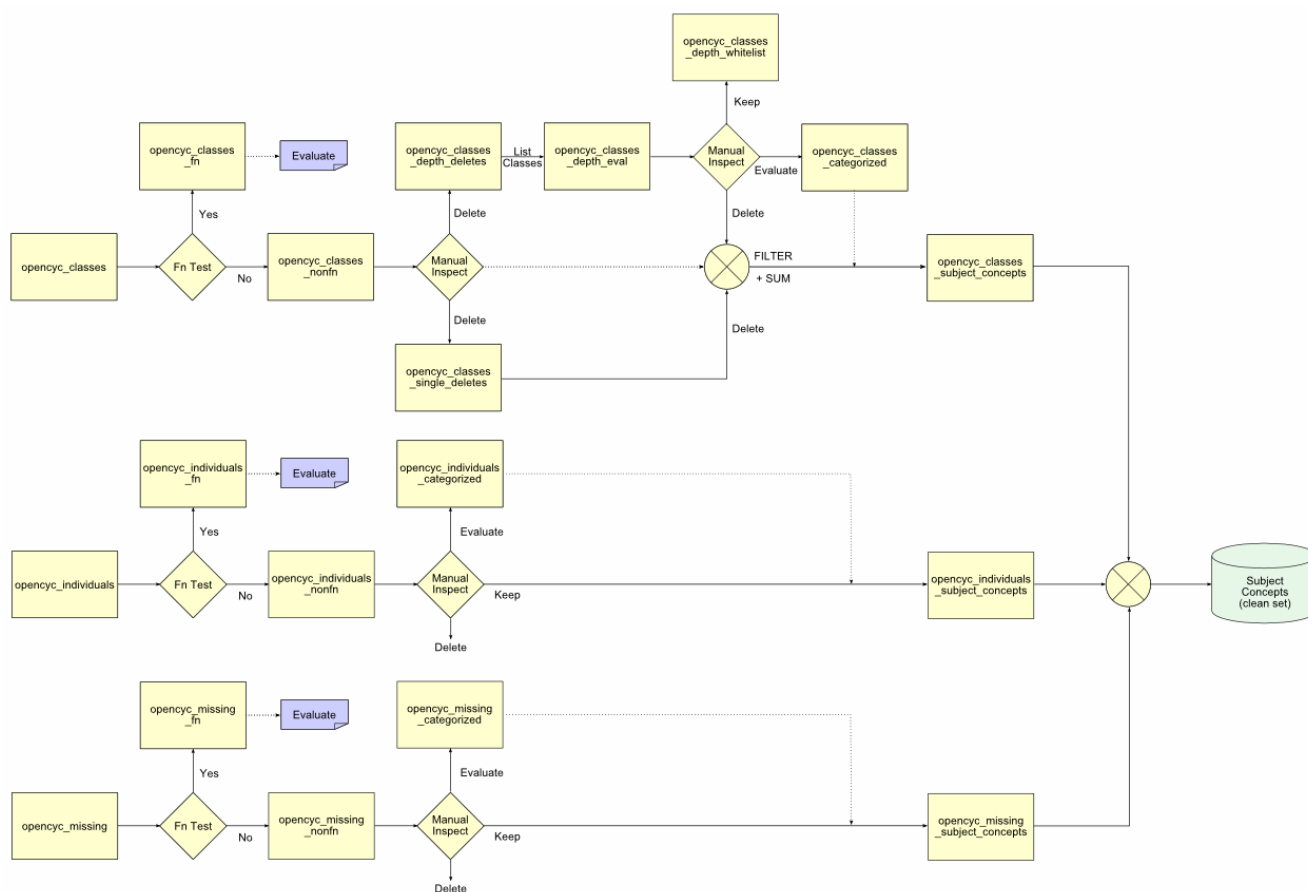 opencyc_classes
_depth_whitelist
Keep
opencyc_classes
_fn
Evaluate
opencyc_classes
_depth_deletes
List
Classes
opencyc_classes
_depth_eval
Manual
Inspect
Evaluate
opencyc_classes
_categorized
Yes
Delete
Delete
opencyc_classes
Fn Test
No
opencyc_classes
_nonfn
Manual
Inspect
FILTER
+ SUM
opencyc_classes
_subject_concepts
Delete
Delete
opencyc_classes
_single_deletes
opencyc_individuals
_fn
Evaluate
opencyc_individuals
_categorized
Yes
Evaluate
opencyc_individuals
Fn Test
No
opencyc_individuals
_nonfn
Manual
Inspect
Keep
opencyc_individuals
_subject_concepts
Subject
Concepts
(clean set)
Delete
opencyc_missing
_fn
Evaluate
opencyc_missing
_categorized
Yes
Evaluate
opencyc_missing
Fn Test
No
opencyc_missing
_nonfn
Manual
Inspect
Keep
opencyc_missing
_subject_concepts
Delete